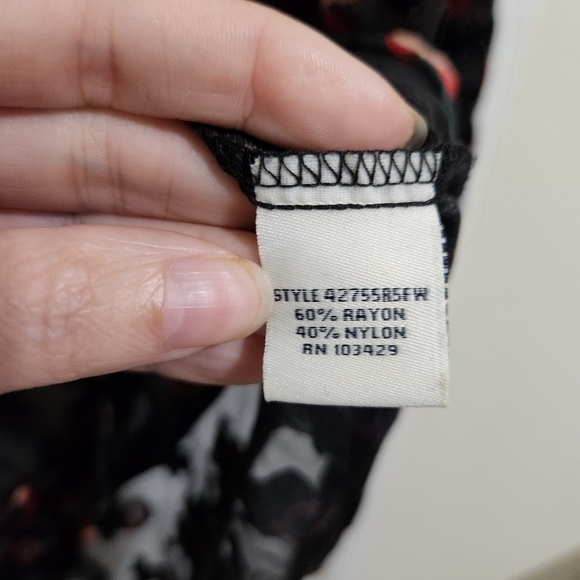 STYLE 42755R5FW
60% RAYON
40% NYLON
RN 103429